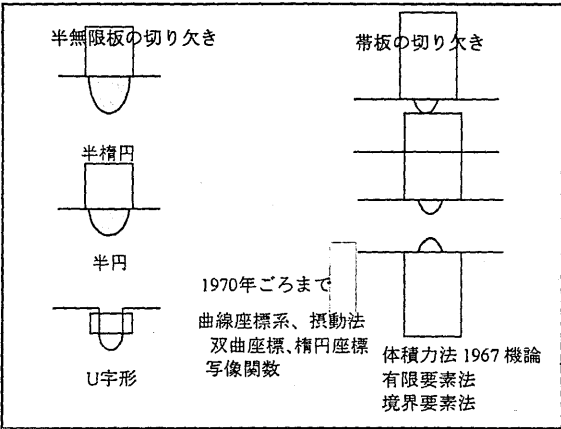 半無限板の切り欠き
帯板の切り欠き
半楕円
半円
U字形
1970年ごろまで
曲線座標系、摂動法
双曲座標、楕円座標
写像関数
体積力法 1967 機論
有限要素法
境界要素法